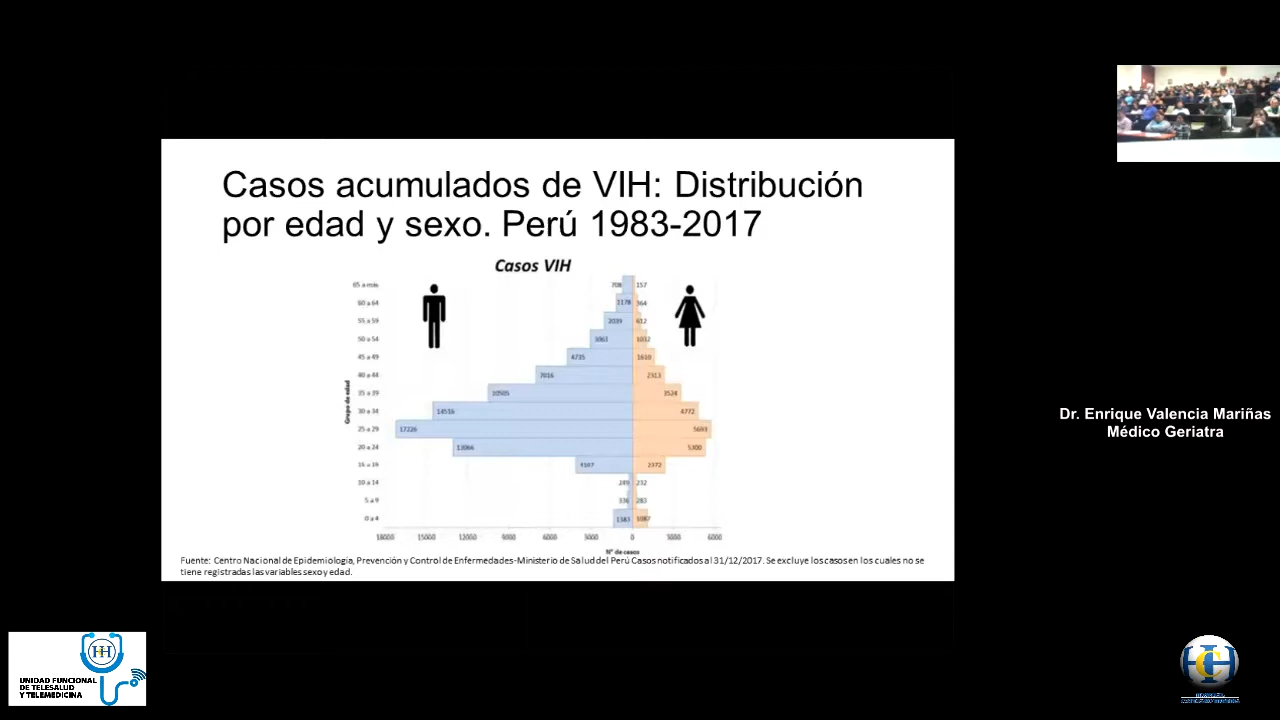 Casos acumulados de VIH: Distribución
por edad y sexo. Perú 1983-2017
Casos VIH
65 a más 708 157
60 a 64 1178 364
55 a 59 2039 612
50 a 54 3063 1032
45 a 49 4735 1610
40 a 44 7016 2313
35 a 39 10505 3524
30 a 34 14516 4772
25 a 29 17226 5693
20 a 24 13066 5300
15 a 19 2372
10 a 14 249 232
5 a 9 336 283
0 a 4 1383 1087
Grupo de edad
18000 15000 12000 9000 6000 3000 0 3000 6000
N° de casos
Fuente: Centro Nacional de Epidemiología, Prevención y Control de Enfermedades-Ministerio de Salud del Perú Casos notificados al 31/12/2017. Se excluye los casos en los cuales no se
tiene registradas las variables sexo y edad.
Dr. Enrique Valencia Mariñas
Médico Geriatra
UNIDAD FUNCIONAL
DE TELESALUD
Y TELEMEDICINA